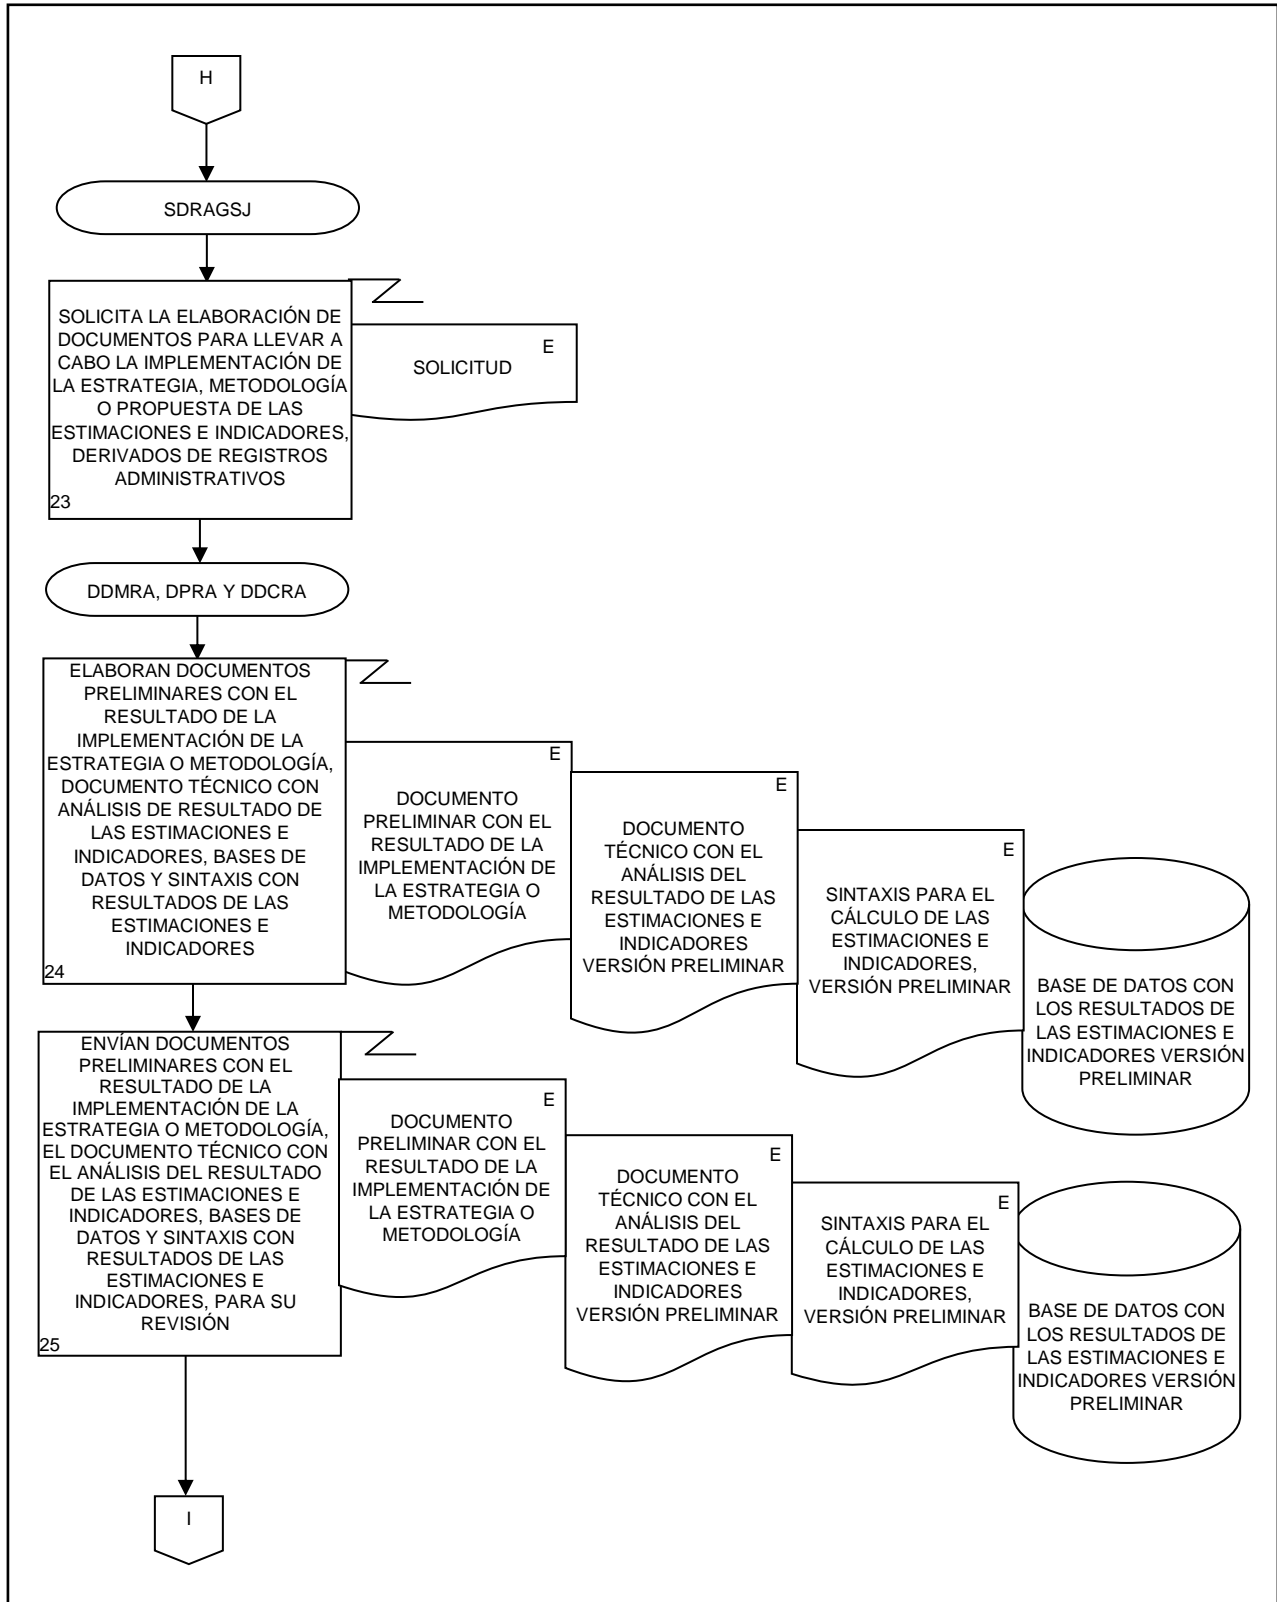 H
SDRAGSJ
SOLICITA LA ELABORACIÓN DE
DOCUMENTOS PARA LLEVAR A
CABO LA IMPLEMENTACIÓN DE
LA ESTRATEGIA, METODOLOGÍA
O PROPUESTA DE LAS
ESTIMACIONES E INDICADORES,
DERIVADOS DE REGISTROS
ADMINISTRATIVOS
23
E
SOLICITUD
DDMRA, DPRA Y DDCRA
ELABORAN DOCUMENTOS
PRELIMINARES CON EL
RESULTADO DE LA
IMPLEMENTACIÓN DE LA
ESTRATEGIA O METODOLOGÍA,
DOCUMENTO TÉCNICO CON
ANÁLISIS DE RESULTADO DE
LAS ESTIMACIONES E
INDICADORES, BASES DE
DATOS Y SINTAXIS CON
RESULTADOS DE LAS
ESTIMACIONES E
INDICADORES
24
E
DOCUMENTO
PRELIMINAR CON EL
RESULTADO DE LA
IMPLEMENTACIÓN DE
LA ESTRATEGIA O
METODOLOGÍA
E
DOCUMENTO
TÉCNICO CON EL
ANÁLISIS DEL
RESULTADO DE LAS
ESTIMACIONES E
INDICADORES
VERSIÓN PRELIMINAR
E
SINTAXIS PARA EL
CÁLCULO DE LAS
ESTIMACIONES E
INDICADORES,
VERSIÓN PRELIMINAR
BASE DE DATOS CON
LOS RESULTADOS DE
LAS ESTIMACIONES E
INDICADORES VERSIÓN
PRELIMINAR
ENVÍAN DOCUMENTOS
PRELIMINARES CON EL
RESULTADO DE LA
IMPLEMENTACIÓN DE LA
ESTRATEGIA O METODOLOGÍA,
EL DOCUMENTO TÉCNICO CON
EL ANÁLISIS DEL RESULTADO
DE LAS ESTIMACIONES E
INDICADORES, BASES DE
DATOS Y SINTAXIS CON
RESULTADOS DE LAS
ESTIMACIONES E
INDICADORES, PARA SU
REVISIÓN
25
E
DOCUMENTO
PRELIMINAR CON EL
RESULTADO DE LA
IMPLEMENTACIÓN DE
LA ESTRATEGIA O
METODOLOGÍA
E
DOCUMENTO
TÉCNICO CON EL
ANÁLISIS DEL
RESULTADO DE LAS
ESTIMACIONES E
INDICADORES
VERSIÓN PRELIMINAR
E
SINTAXIS PARA EL
CÁLCULO DE LAS
ESTIMACIONES E
INDICADORES,
VERSIÓN PRELIMINAR
BASE DE DATOS CON
LOS RESULTADOS DE
LAS ESTIMACIONES E
INDICADORES VERSIÓN
PRELIMINAR
I